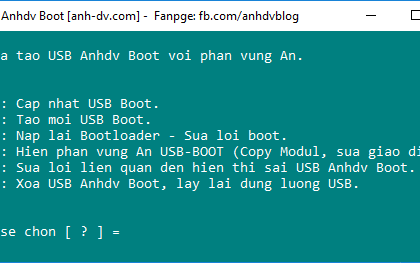 Anhdv Boot [anh-dv.com] - Fanpge: fb.com/anhdvblog
a tao USB Anhdv Boot voi phan vung An.
: Cap nhat USB Boot.
: Tao moi USB Boot.
: Nap lai Bootloader - Sua loi boot.
: Hien phan vung An USB-BOOT (Copy Modul, sua giao di
: Sua loi lien quan den hien thi sai USB Anhdv Boot.
: Xoa USB Anhdv Boot, lay lai dung luong USB.
se chon [ ? ] =